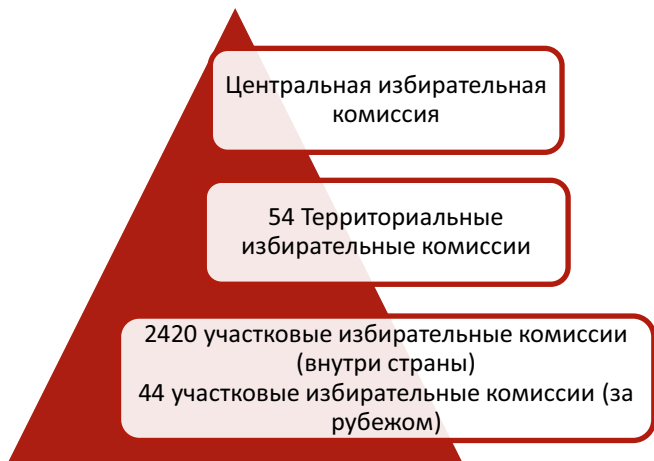 Центральная избирательная
комиссия
54 Территориальные
избирательные комиссии
2420 участковые избирательные комиссии
(внутри страны)
44 участковые избирательные комиссии (за
рубежом)